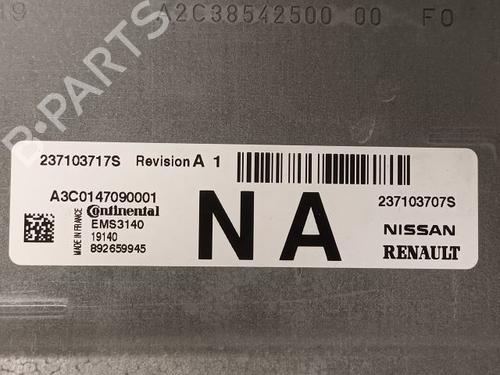 19 A2C38542500 00 F0
B-PARTS
237103717S Revision A 1
A3C0147090001
MADE IN FRANCE
Continental
EMS3140
19140
892659945
NA
237103707S
NISSAN
RENAULT